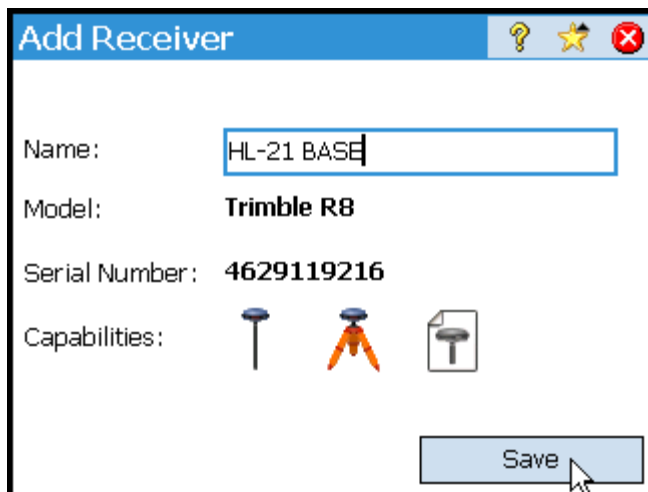 Add Receiver
Name: HL-21 BASE
Model: Trimble R8
Serial Number: 4629119216
Capabilities:
Save